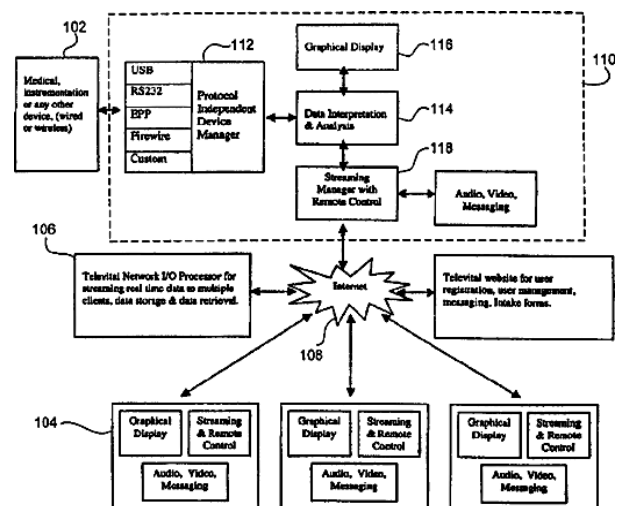 102
Medical,
instrumentation
or any other
device, (wired
or wireless)
112
USB
RS232
EPP
Firewire
Custom
Protocol
Independent
Device
Manager
Graphical Display
116
110
Data Interpretation
& Analysis
114
118
Streaming
Manager with
Remote Control
Audio, Video,
Messaging
106
Televital Network I/O Processor for
streaming real time data to multiple
clients, data storage & data retrieval.
Internet
108
Televital website for user
registration, user management,
messaging, Intake forms.
104
Graphical
Display
Streaming
& Remote
Control
Audio, Video,
Messaging
Graphical
Display
Streaming
& Remote
Control
Audio, Video,
Messaging
Graphical
Display
Streaming
& Remote
Control
Audio, Video,
Messaging